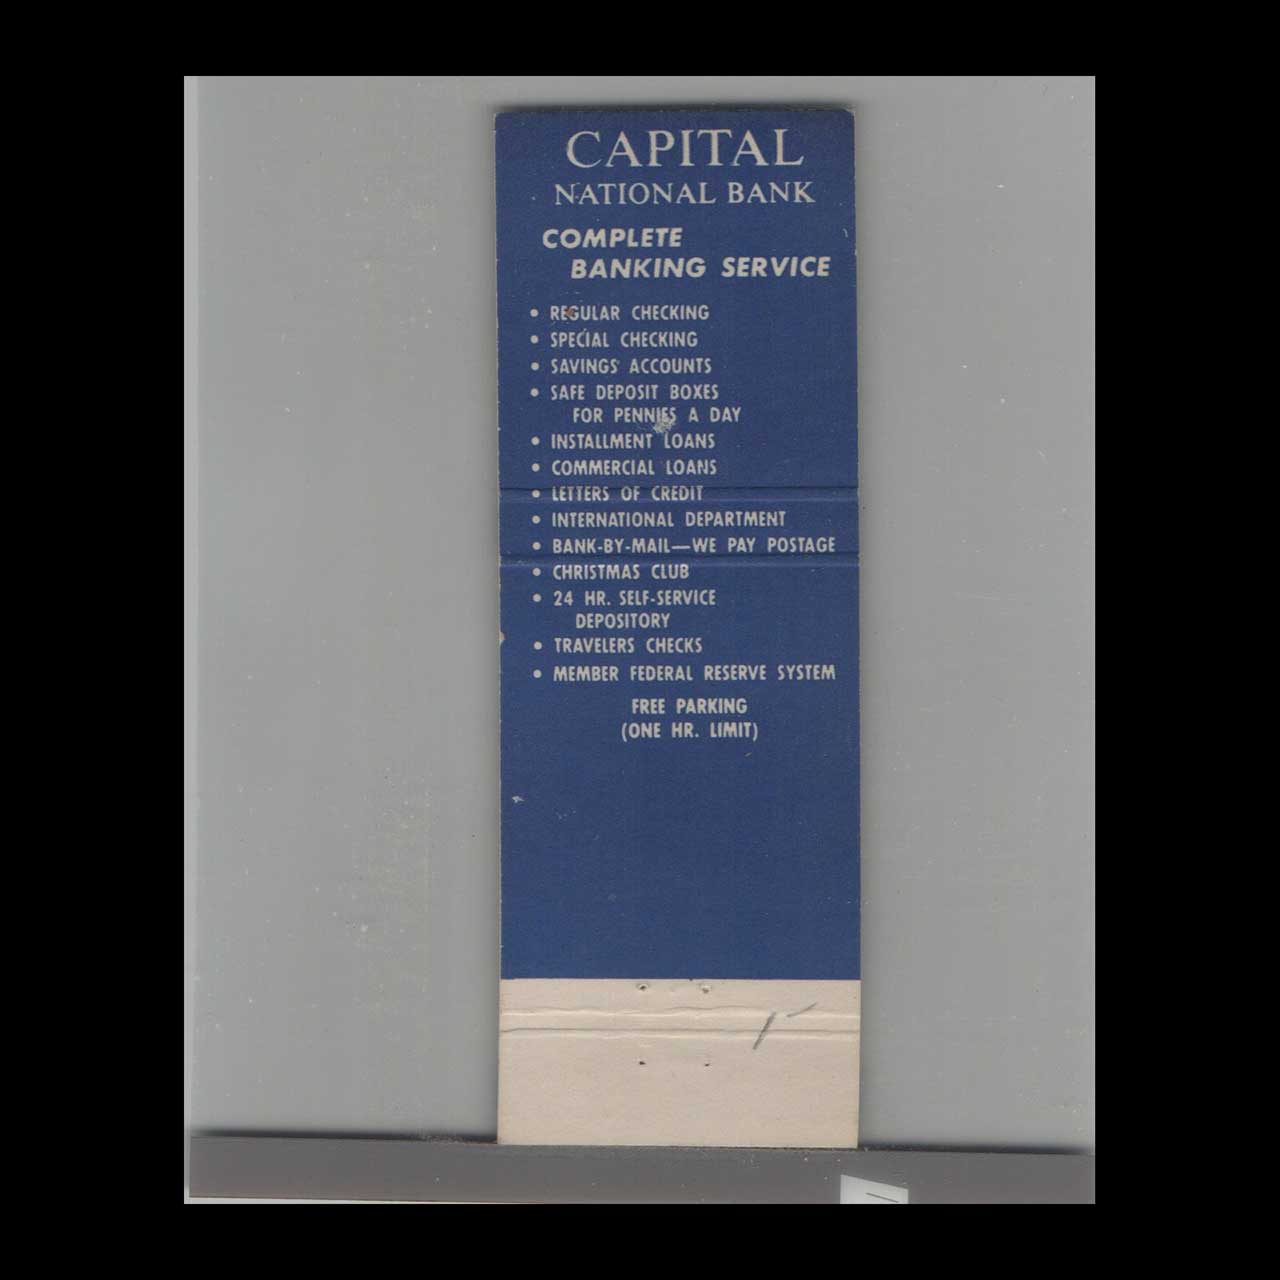 CAPITAL
NATIONAL BANK
COMPLETE
BANKING SERVICE
• REGULAR CHECKING
• SPECIAL CHECKING
• SAVINGS ACCOUNTS
• SAFE DEPOSIT BOXES
FOR PENNIES A DAY
• INSTALLMENT LOANS
• COMMERCIAL LOANS
• LETTERS OF CREDIT
• INTERNATIONAL DEPARTMENT
• BANK-BY-MAIL—WE PAY POSTAGE
• CHRISTMAS CLUB
• 24 HR. SELF-SERVICE
DEPOSITORY
• TRAVELERS CHECKS
• MEMBER FEDERAL RESERVE SYSTEM
FREE PARKING
(ONE HR. LIMIT)